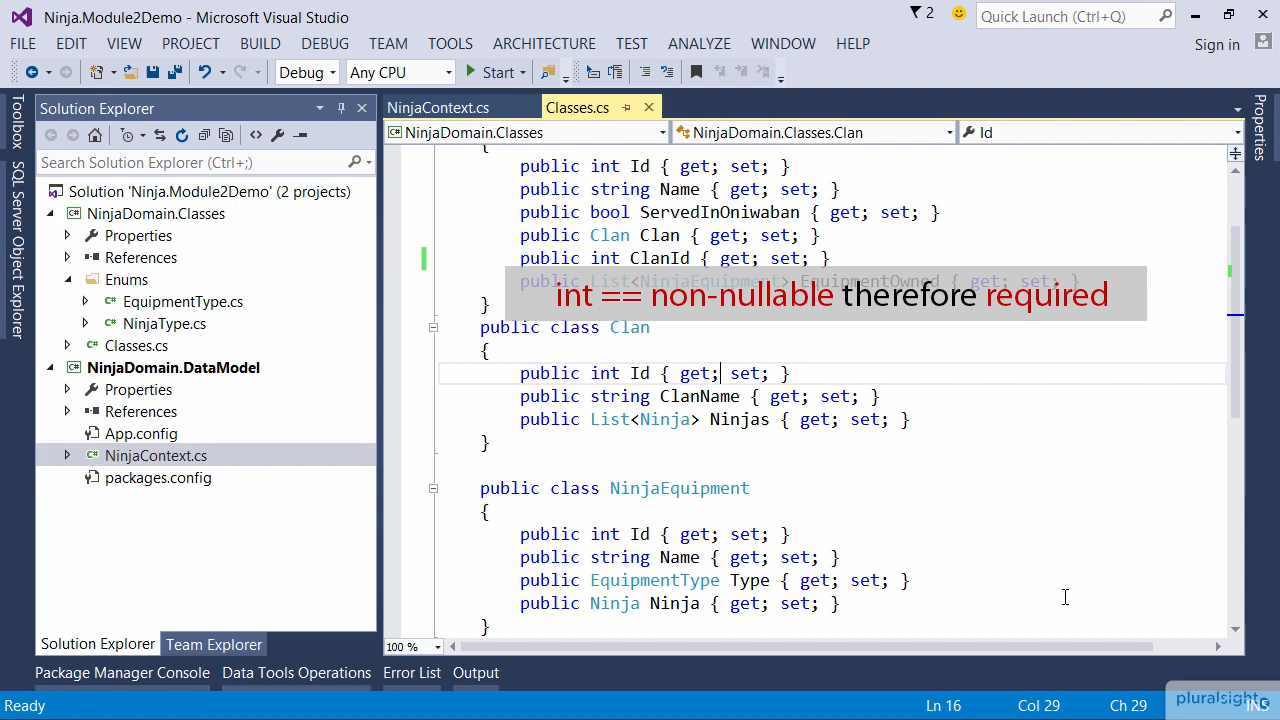 Ninja.Module2Demo - Microsoft Visual Studio
2
Quick Launch (Ctrl+Q)
FILE EDIT VIEW PROJECT BUILD DEBUG TEAM TOOLS ARCHITECTURE TEST ANALYZE WINDOW HELP
Sign in
Debug
Any CPU
Start
Toolbox
SQL Server Object Explorer
Solution Explorer
Search Solution Explorer (Ctrl+;)
Solution 'Ninja.Module2Demo' (2 projects)
NinjaDomain.Classes
Properties
References
Enums
EquipmentType.cs
NinjaType.cs
Classes.cs
NinjaDomain.DataModel
Properties
References
App.config
NinjaContext.cs
packages.config
Solution Explorer
Team Explorer
NinjaContext.cs
Classes.cs
NinjaDomain.Classes
NinjaDomain.Classes.Clan
Id
{
public int Id { get; set; }
public string Name { get; set; }
public bool ServedInOniwaban { get; set; }
public Clan Clan { get; set; }
public int ClanId { get; set; }
public List<NinjaEquipment> EquipmentOwned { get; set; }
int == non-nullable therefore required
}
public class Clan
{
public int Id { get; set; }
public string ClanName { get; set; }
public List<Ninja> Ninjas { get; set; }
}
public class NinjaEquipment
{
public int Id { get; set; }
public string Name { get; set; }
public EquipmentType Type { get; set; }
public Ninja Ninja { get; set; }
}
100 %
Properties
Package Manager Console
Data Tools Operations
Error List
Output
Ready
Ln 16
Col 29
Ch 29
INS
pluralsight